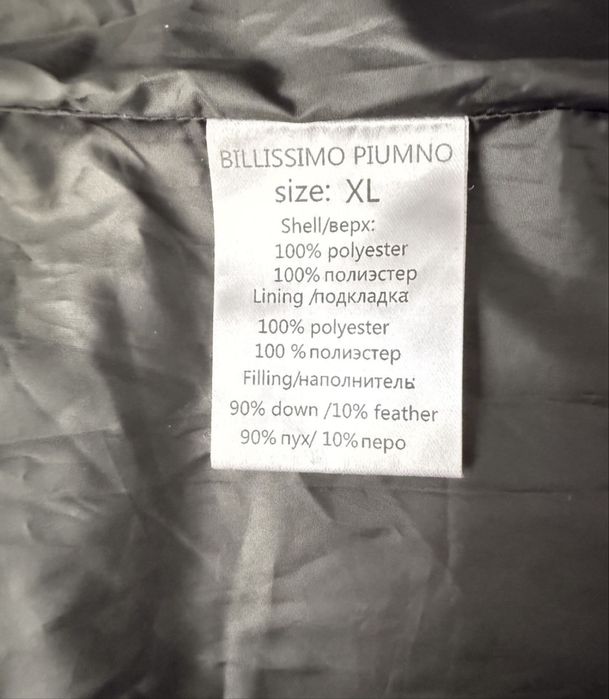 BILLISSIMO PIUMNO
size: XL
Shell/верх:
100% polyester
100% полиэстер
Lining /подкладка
100% polyester
100 % полиэстер
Filling/наполнитель
90% down /10% feather
90% пух/ 10% перо